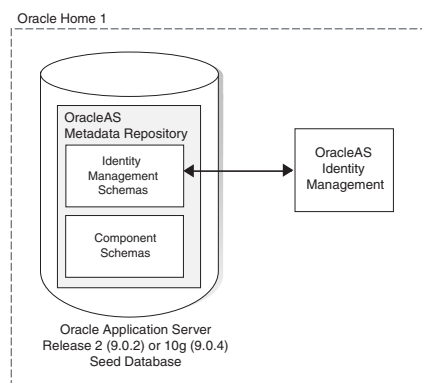 Oracle Home 1
OracleAS
Metadata Repository
Identity
Management
Schemas
Component
Schemas
OracleAS
Identity
Management
Oracle Application Server
Release 2 (9.0.2) or 10g (9.0.4)
Seed Database